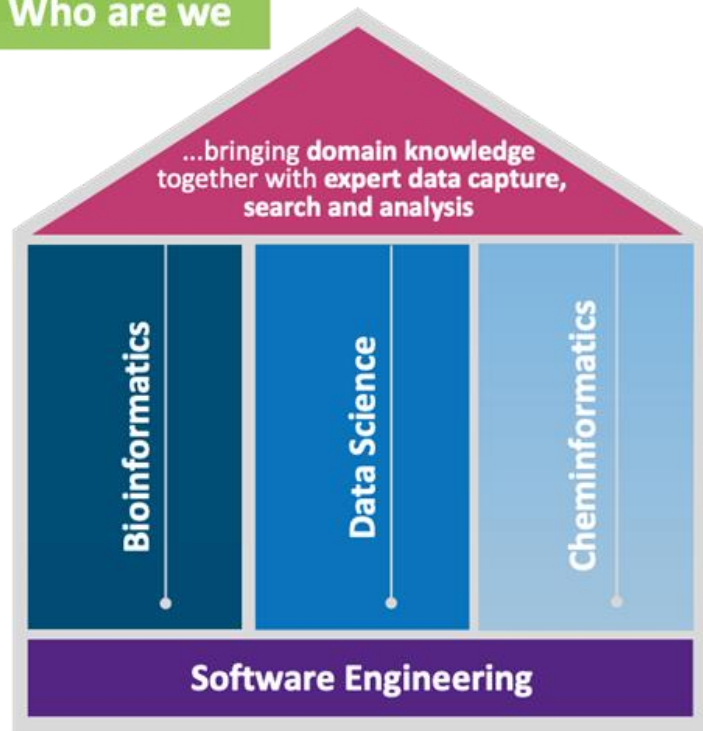 Who are we
...bringing domain knowledge
together with expert data capture,
search and analysis
Bioinformatics
Data Science
Cheminformatics
Software Engineering